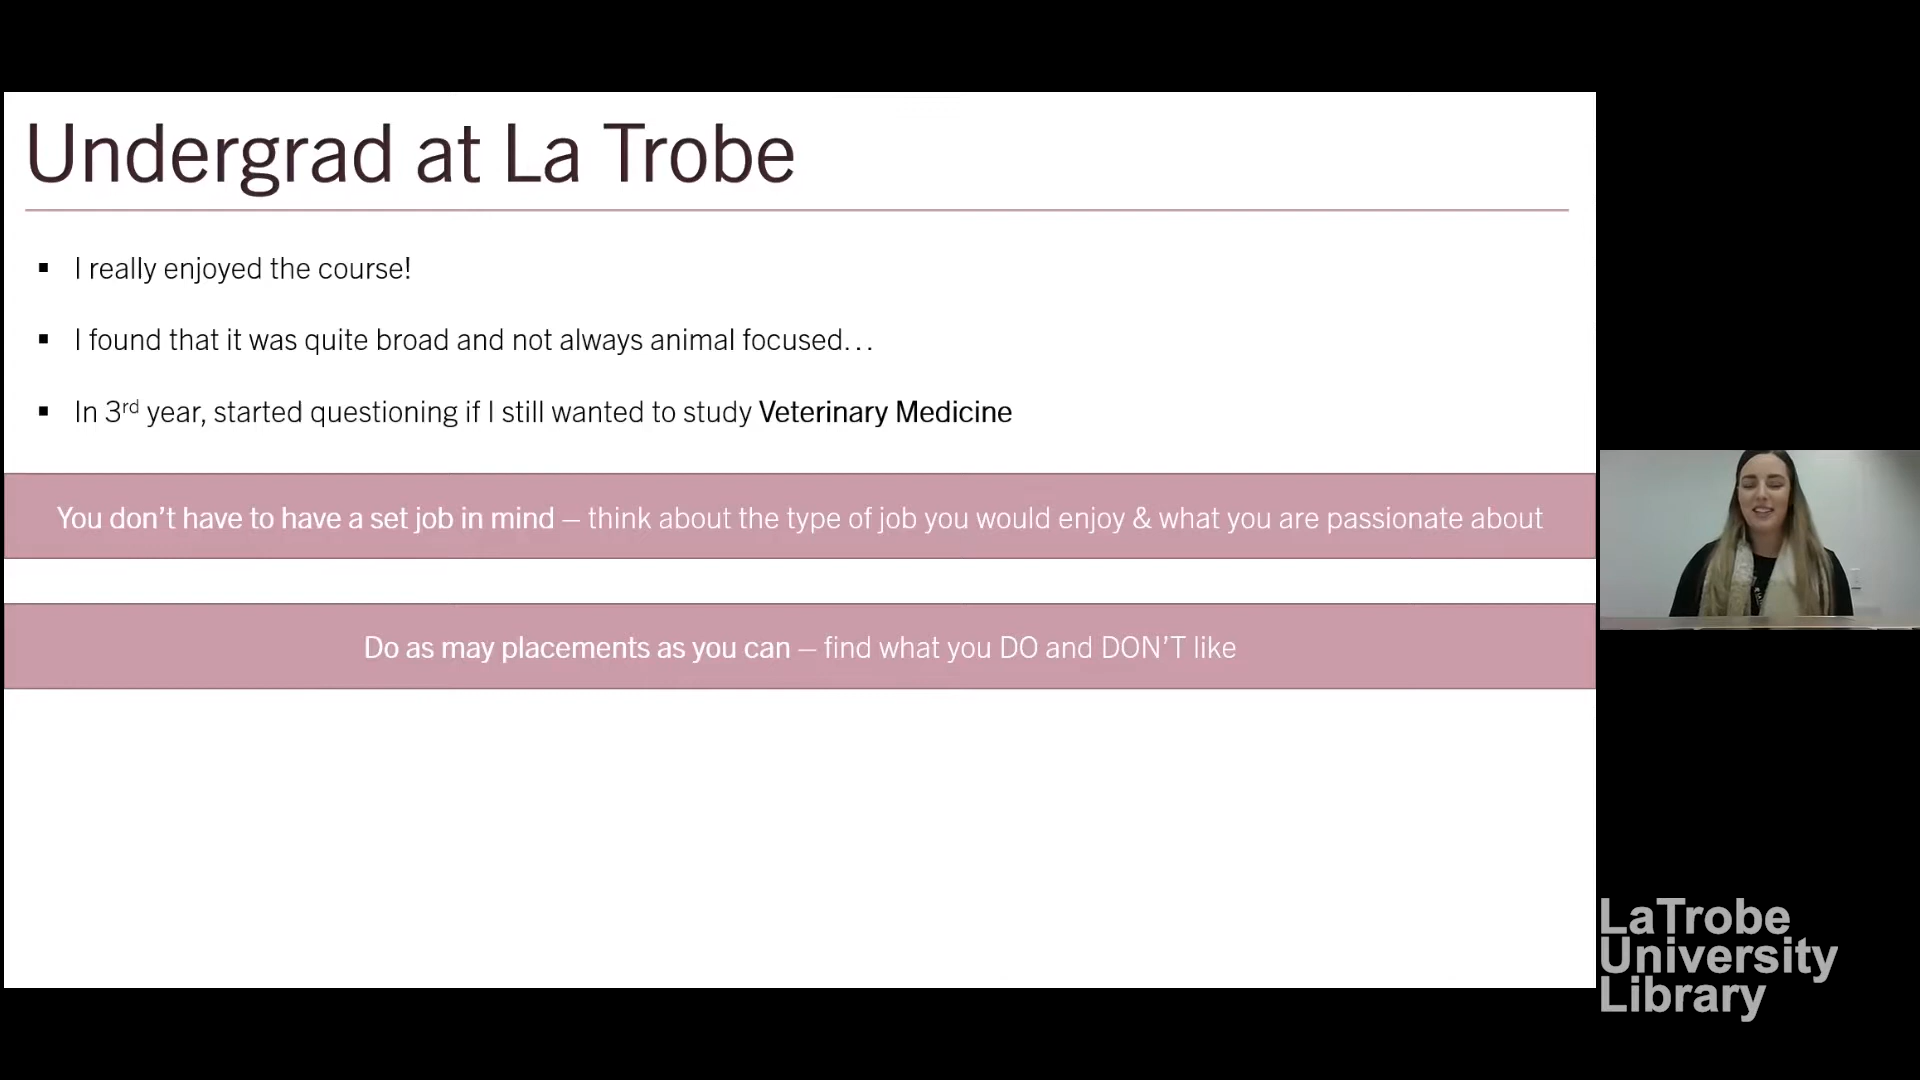 Undergrad at La Trobe
▪ I really enjoyed the course!
▪ I found that it was quite broad and not always animal focused…
▪ In 3rd year, started questioning if I still wanted to study Veterinary Medicine
You don’t have to have a set job in mind – think about the type of job you would enjoy & what you are passionate about
Do as may placements as you can – find what you DO and DON’T like
LaTrobe
University
Library